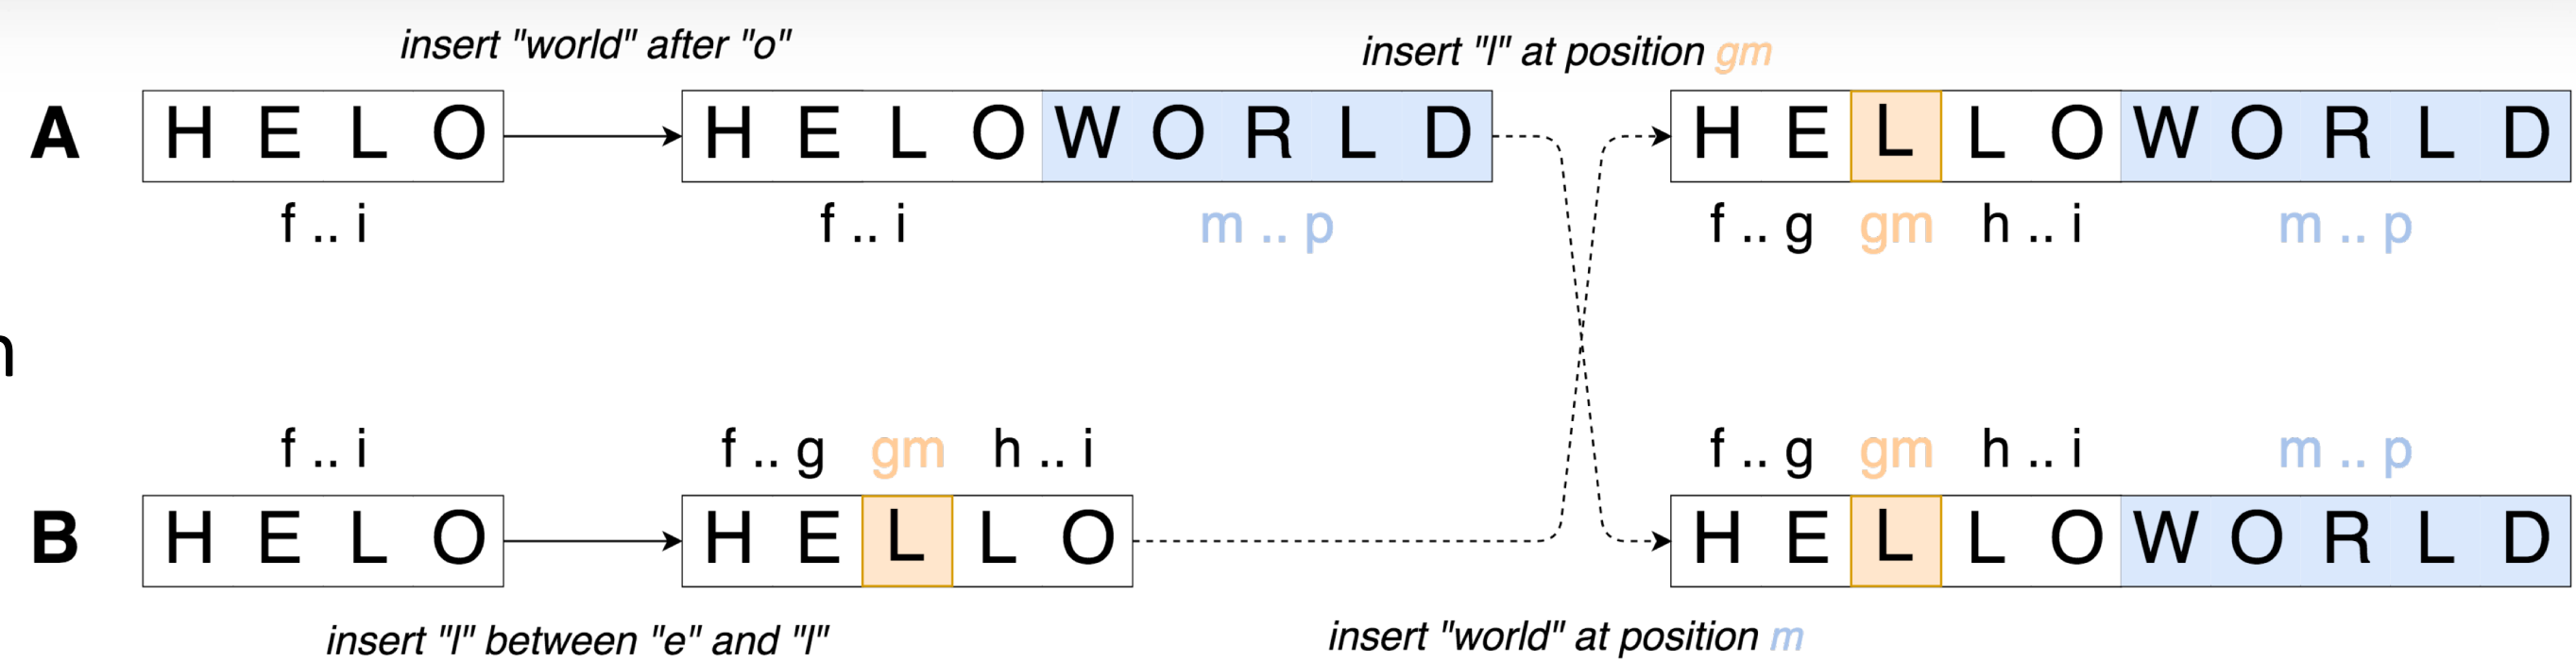 insert "world" after "o"
insert "l" at position gm
A
H E L O
H E L O W O R L D
H E L L O W O R L D
f .. i
f .. i
m .. p
f .. g
gm
h .. i
m .. p
n
f .. i
f .. g
gm
h .. i
f .. g
gm
h .. i
m .. p
B
H E L O
H E L L O
H E L L O W O R L D
insert "l" between "e" and "l"
insert "world" at position m